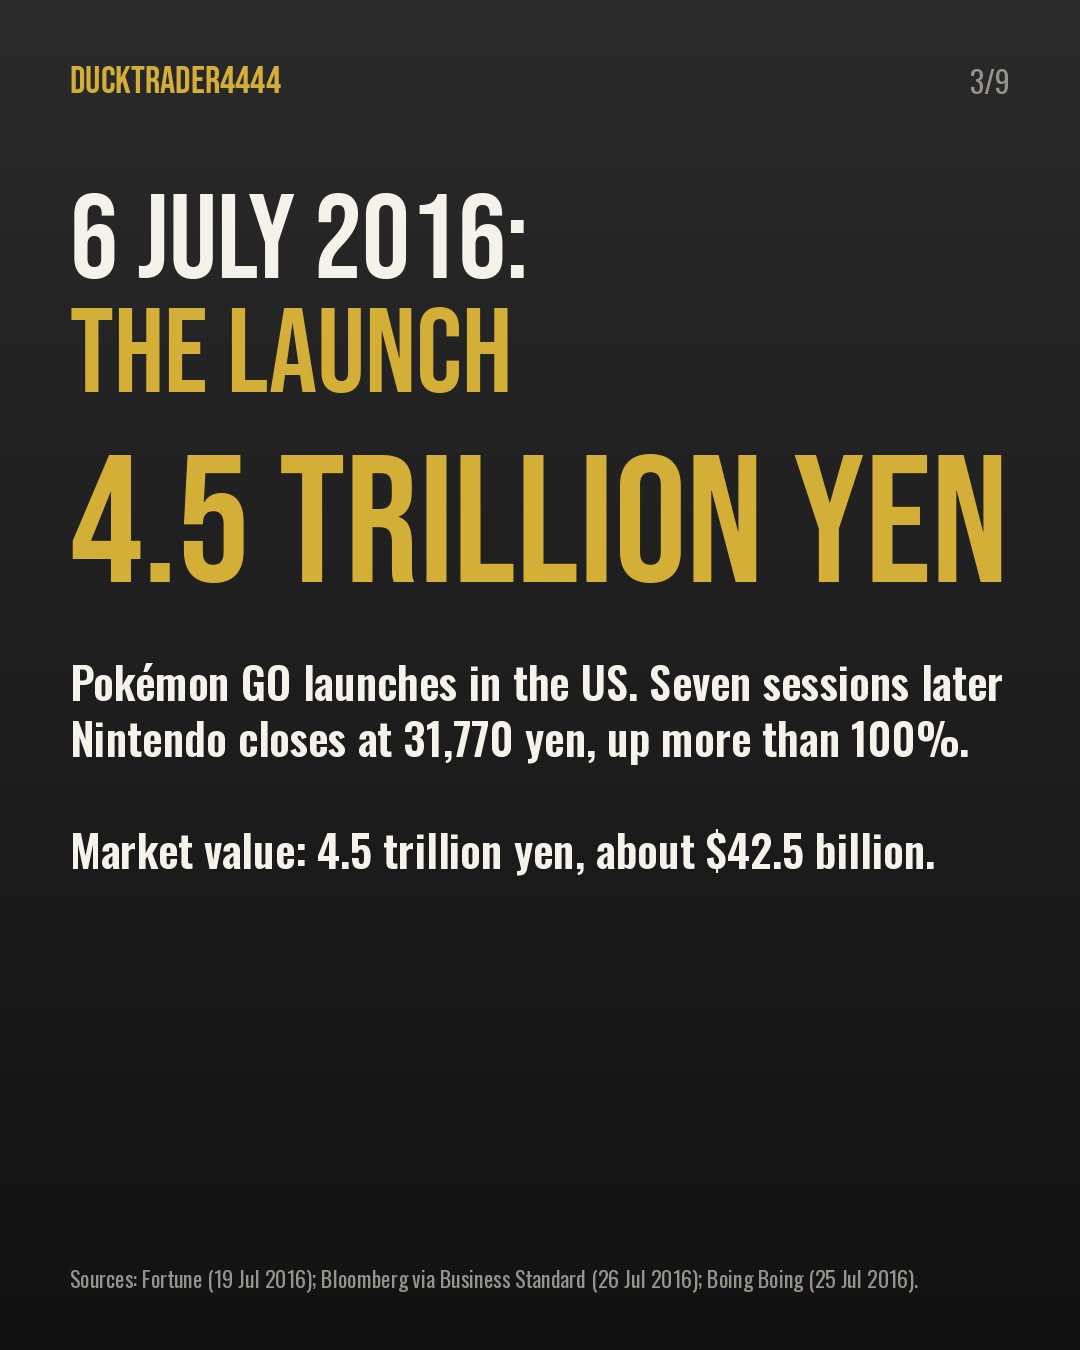 DUCKTRADER4444
3/9
6 JULY 2016:
THE LAUNCH
4.5 TRILLION YEN
Pokémon GO launches in the US. Seven sessions later
Nintendo closes at 31,770 yen, up more than 100%.
Market value: 4.5 trillion yen, about $42.5 billion.
Sources: Fortune (19 Jul 2016); Bloomberg via Business Standard (26 Jul 2016); Boing Boing (25 Jul 2016).